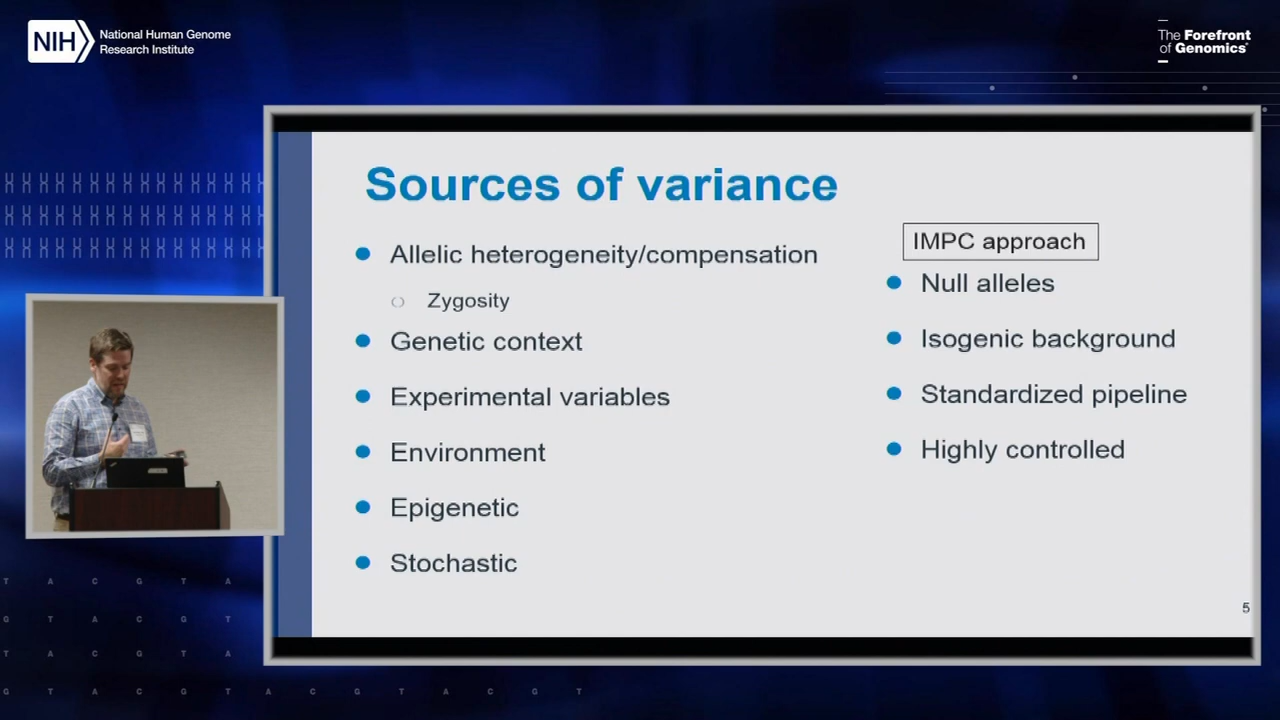 NIH
National Human Genome
Research Institute
The Forefront
of Genomics®
Sources of variance
Allelic heterogeneity/compensation
Zygosity
Genetic context
Experimental variables
Environment
Epigenetic
Stochastic
IMPC approach
Null alleles
Isogenic background
Standardized pipeline
Highly controlled
5
T A C G T A
G T A C G T
T A C G T A
G T A C G T A C G T A C G T